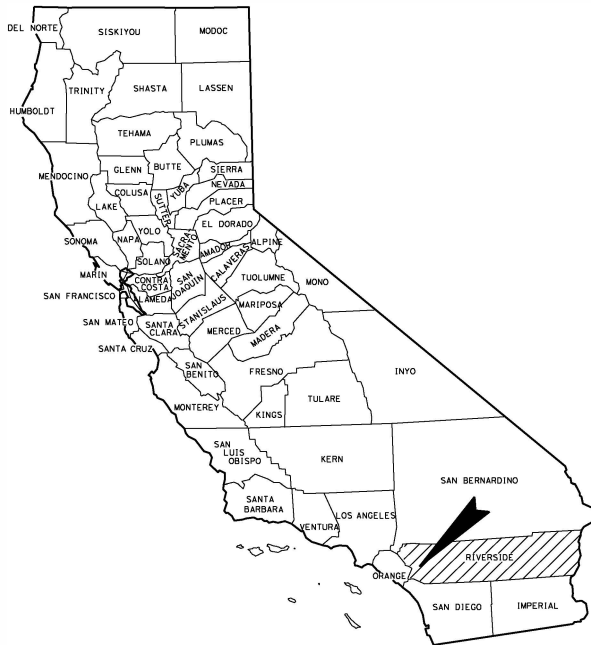 DEL NORTE
SISKIYOU
MODOC
TRINITY
SHASTA
LASSEN
HUMBOLDT
TEHAMA
PLUMAS
MENDOCINO
GLENN
BUTTE
SIERRA
NEVADA
YUBA
COLUSA
SUTTER
PLACER
LAKE
YOLO
EL DORADO
SONOMA
NAPA
SACRA-
MENTO
AMADOR
ALPINE
SOLANO
CALAVERAS
MARIN
CONTRA
COSTA
SAN
JOAQUIN
TUOLUMNE
MONO
SAN FRANCISCO
ALAMEDA
STANISLAUS
MARIPOSA
SAN MATEO
SANTA
CLARA
MERCED
MADERA
SANTA CRUZ
SAN
BENITO
FRESNO
INYO
MONTEREY
KINGS
TULARE
SAN
LUIS
OBISPO
KERN
SAN BERNARDINO
SANTA
BARBARA
VENTURA
LOS ANGELES
RIVERSIDE
ORANGE
SAN DIEGO
IMPERIAL